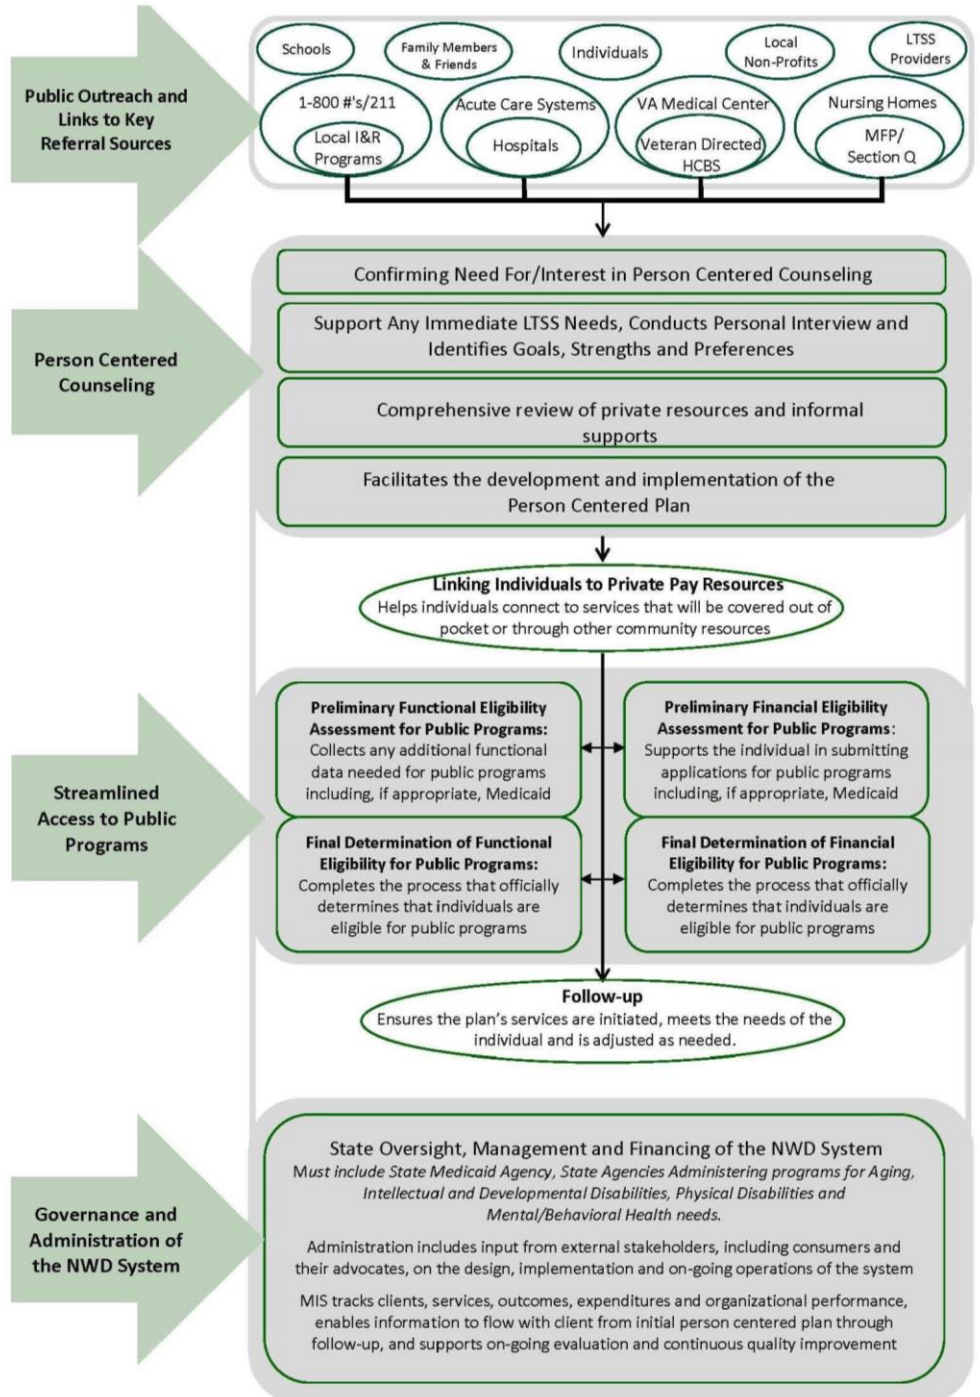 Public Outreach and
Links to Key
Referral Sources
Schools
Family Members
& Friends
Individuals
Local
Non-Profits
LTSS
Providers
1-800 #'s/211
Local I&R
Programs
Acute Care Systems
Hospitals
VA Medical Center
Veteran Directed
HCBS
Nursing Homes
MFP/
Section Q
Person Centered
Counseling
Confirming Need For/Interest in Person Centered Counseling
Support Any Immediate LTSS Needs, Conducts Personal Interview and
Identifies Goals, Strengths and Preferences
Comprehensive review of private resources and informal
supports
Facilitates the development and implementation of the
Person Centered Plan
Linking Individuals to Private Pay Resources
Helps individuals connect to services that will be covered out of
pocket or through other community resources
Streamlined
Access to Public
Programs
Preliminary Functional Eligibility
Assessment for Public Programs:
Collects any additional functional
data needed for public programs
including, if appropriate, Medicaid
Preliminary Financial Eligibility
Assessment for Public Programs:
Supports the individual in submitting
applications for public programs
including, if appropriate, Medicaid
Final Determination of Functional
Eligibility for Public Programs:
Completes the process that officially
determines that individuals are
eligible for public programs
Final Determination of Financial
Eligibility for Public Programs:
Completes the process that officially
determines that individuals are
eligible for public programs
Follow-up
Ensures the plan's services are initiated, meets the needs of the
individual and is adjusted as needed.
Governance and
Administration of
the NWD System
State Oversight, Management and Financing of the NWD System
Must include State Medicaid Agency, State Agencies Administering programs for Aging,
Intellectual and Developmental Disabilities, Physical Disabilities and
Mental/Behavioral Health needs.
Administration includes input from external stakeholders, including consumers and
their advocates, on the design, implementation and on-going operations of the system
MIS tracks clients, services, outcomes, expenditures and organizational performance,
enables information to flow with client from initial person centered plan through
follow-up, and supports on-going evaluation and continuous quality improvement